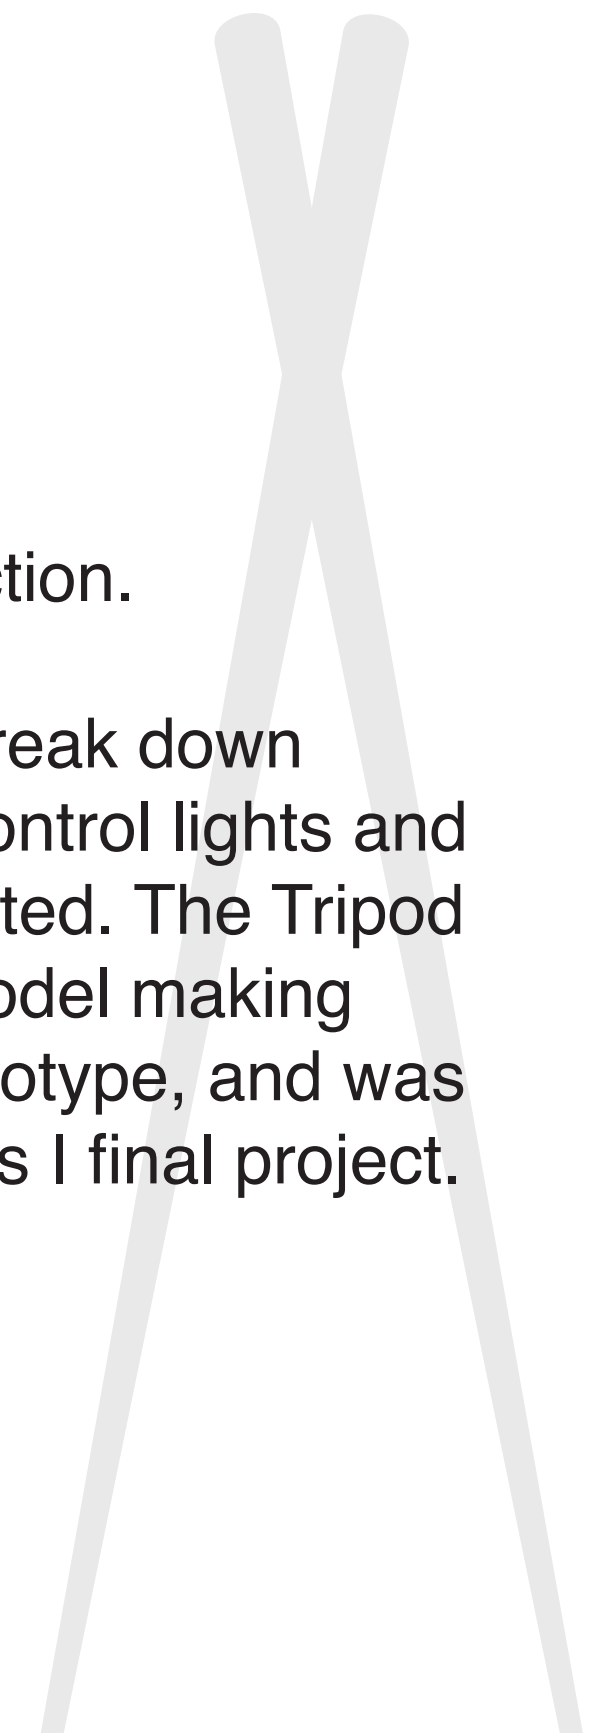 ction.
reak down
ontrol lights and
ted. The Tripod
odel making
otype, and was
s I final project.